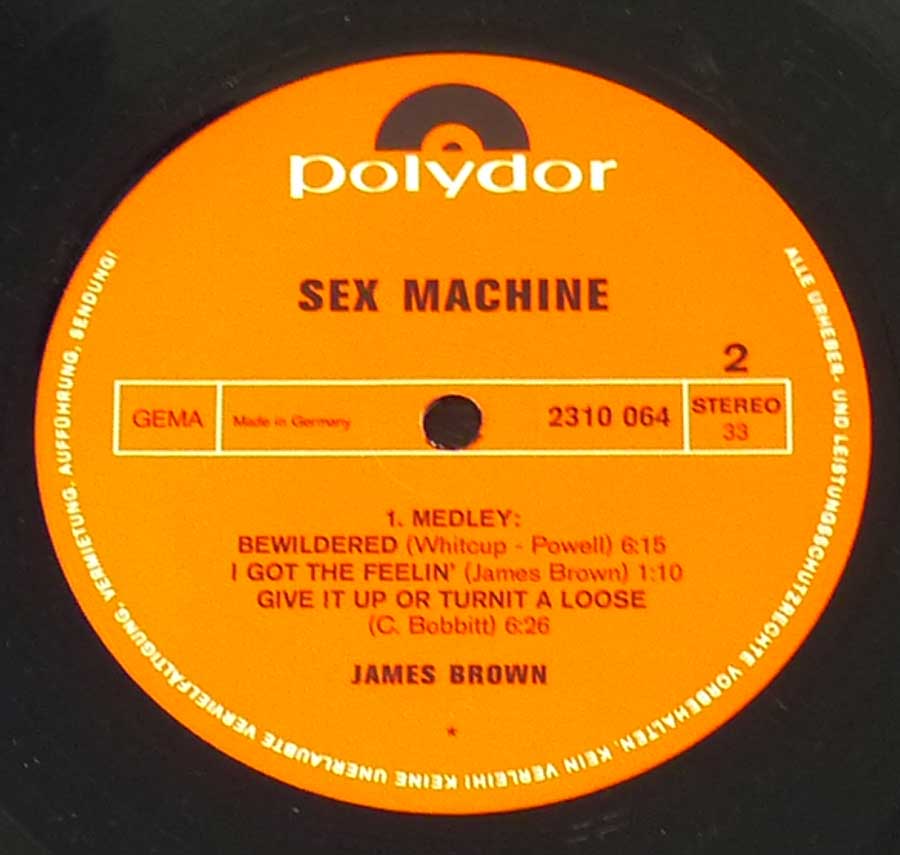 polydor
SEX MACHINE
2
GEMA
Made in Germany
2310 064
STEREO
33
1. MEDLEY:
BEWILDERED (Whitcup - Powell) 6:15
I GOT THE FEELIN' (James Brown) 1:10
GIVE IT UP OR TURNIT A LOOSE
(C. Bobbitt) 6:26
JAMES BROWN
*
ALLE URHEBER- UND LEISTUNGSSCHUTZRECHTE VORBEHALTEN. KEIN VERLEIH! KEINE UNERLAUBTE VERVIELFÄLTIGUNG, VERMIETUNG, AUFFÜHRUNG, SENDUNG!